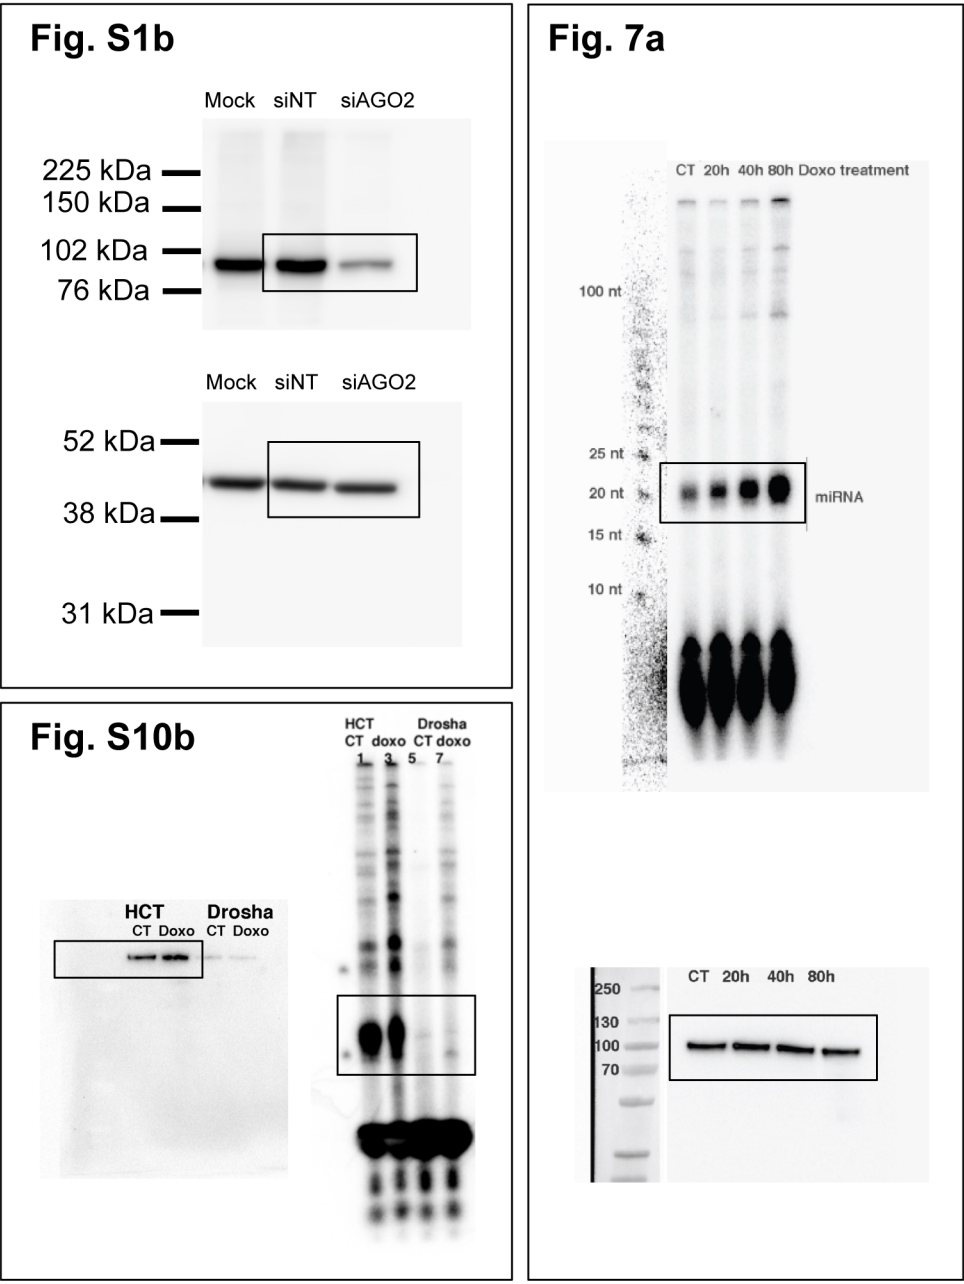 Fig. S1b
Mock siNT siAGO2
225 kDa
150 kDa
102 kDa
76 kDa
Mock siNT siAGO2
52 kDa
38 kDa
31 kDa
Fig. S10b
HCT Drosha
CT Doxo CT Doxo
HCT Drosha
CT doxo CT doxo
1 3 5 7
Fig. 7a
CT 20h 40h 80h Doxo treatment
100 nt
25 nt
20 nt
miRNA
15 nt
10 nt
CT 20h 40h 80h
250
130
100
70